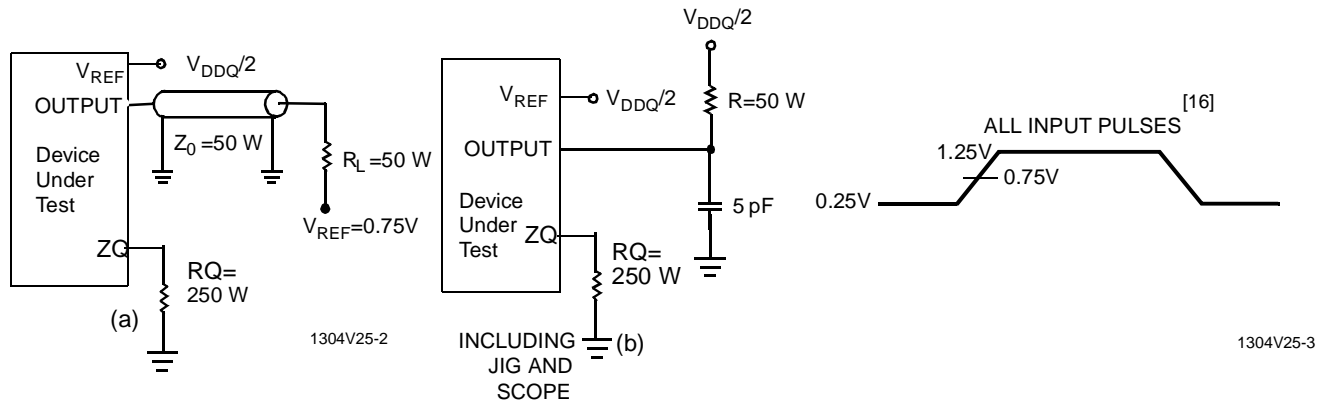 V_REF
V_DDQ/2
OUTPUT
Z_0 =50 W
Device
Under
Test
R_L =50 W
V_REF=0.75V
ZQ
RQ=
250 W
(a)
1304V25-2
V_DDQ/2
R=50 W
V_REF
V_DDQ/2
OUTPUT
Device
Under
Test
5 pF
ZQ
RQ=
250 W
INCLUDING
JIG AND
SCOPE
(b)
[16]
ALL INPUT PULSES
1.25V
0.75V
0.25V
1304V25-3